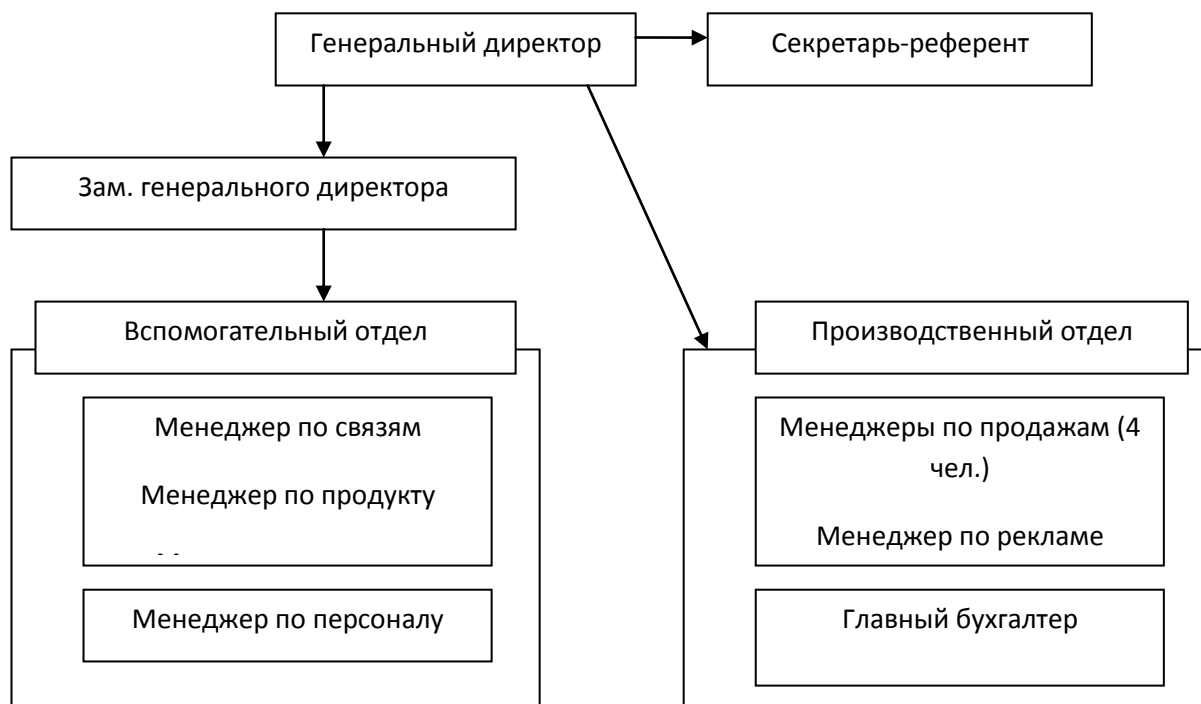 Генеральный директор
Секретарь-референт
Зам. генерального директора
Вспомогательный отдел
Менеджер по связям
Менеджер по продукту
Менеджер по персоналу
Производственный отдел
Менеджеры по продажам (4
чел.)
Менеджер по рекламе
Главный бухгалтер